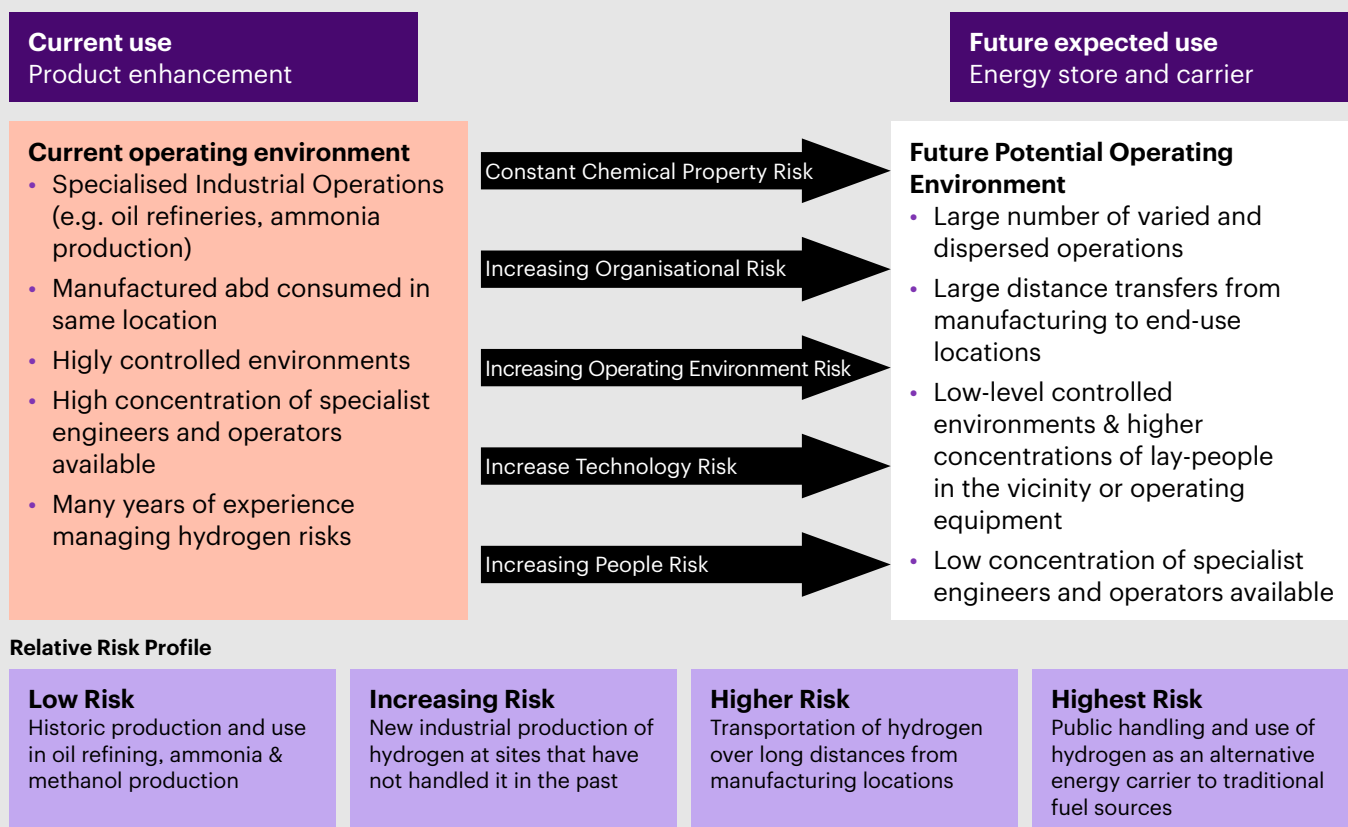 Current use
Product enhancement
Future expected use
Energy store and carrier
Current operating environment
• Specialised Industrial Operations
(e.g. oil refineries, ammonia
production)
• Manufactured abd consumed in
same location
• Higly controlled environments
• High concentration of specialist
engineers and operators
available
• Many years of experience
managing hydrogen risks
Constant Chemical Property Risk
Increasing Organisational Risk
Increasing Operating Environment Risk
Increase Technology Risk
Increasing People Risk
Future Potential Operating
Environment
• Large number of varied and
dispersed operations
• Large distance transfers from
manufacturing to end-use
locations
• Low-level controlled
environments & higher
concentrations of lay-people
in the vicinity or operating
equipment
• Low concentration of specialist
engineers and operators available
Relative Risk Profile
Low Risk
Historic production and use
in oil refining, ammonia &
methanol production
Increasing Risk
New industrial production of
hydrogen at sites that have
not handled it in the past
Higher Risk
Transportation of hydrogen
over long distances from
manufacturing locations
Highest Risk
Public handling and use of
hydrogen as an alternative
energy carrier to traditional
fuel sources